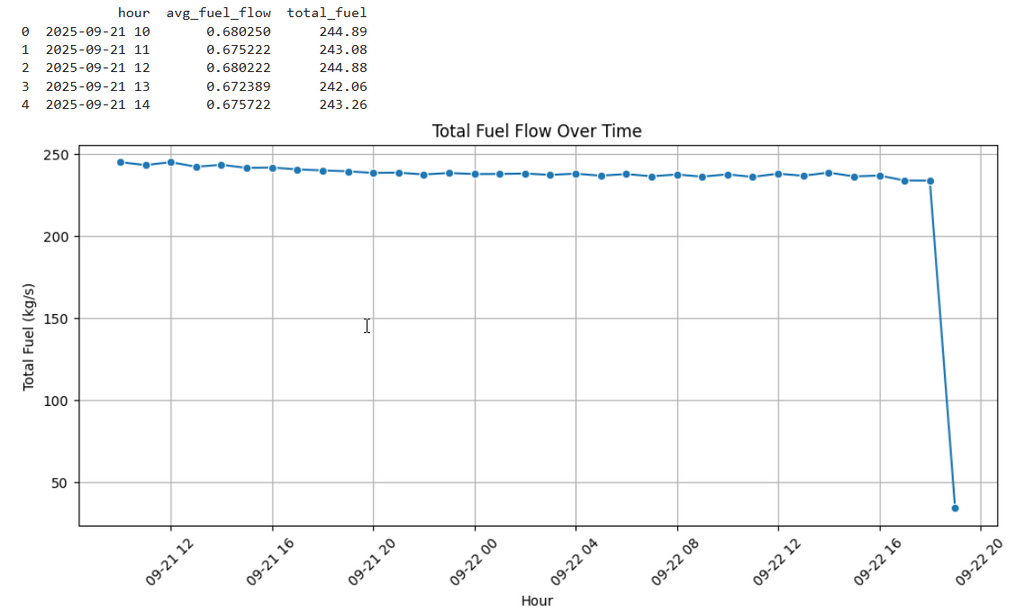 hour avg_fuel_flow total_fuel
0 2025-09-21 10 0.680250 244.89
1 2025-09-21 11 0.675222 243.08
2 2025-09-21 12 0.680222 244.88
3 2025-09-21 13 0.672389 242.06
4 2025-09-21 14 0.675722 243.26
Total Fuel Flow Over Time
250
200
150
100
50
Total Fuel (kg/s)
09-21 12
09-21 16
09-21 20
09-22 00
09-22 04
09-22 08
09-22 12
09-22 16
09-22 20
Hour